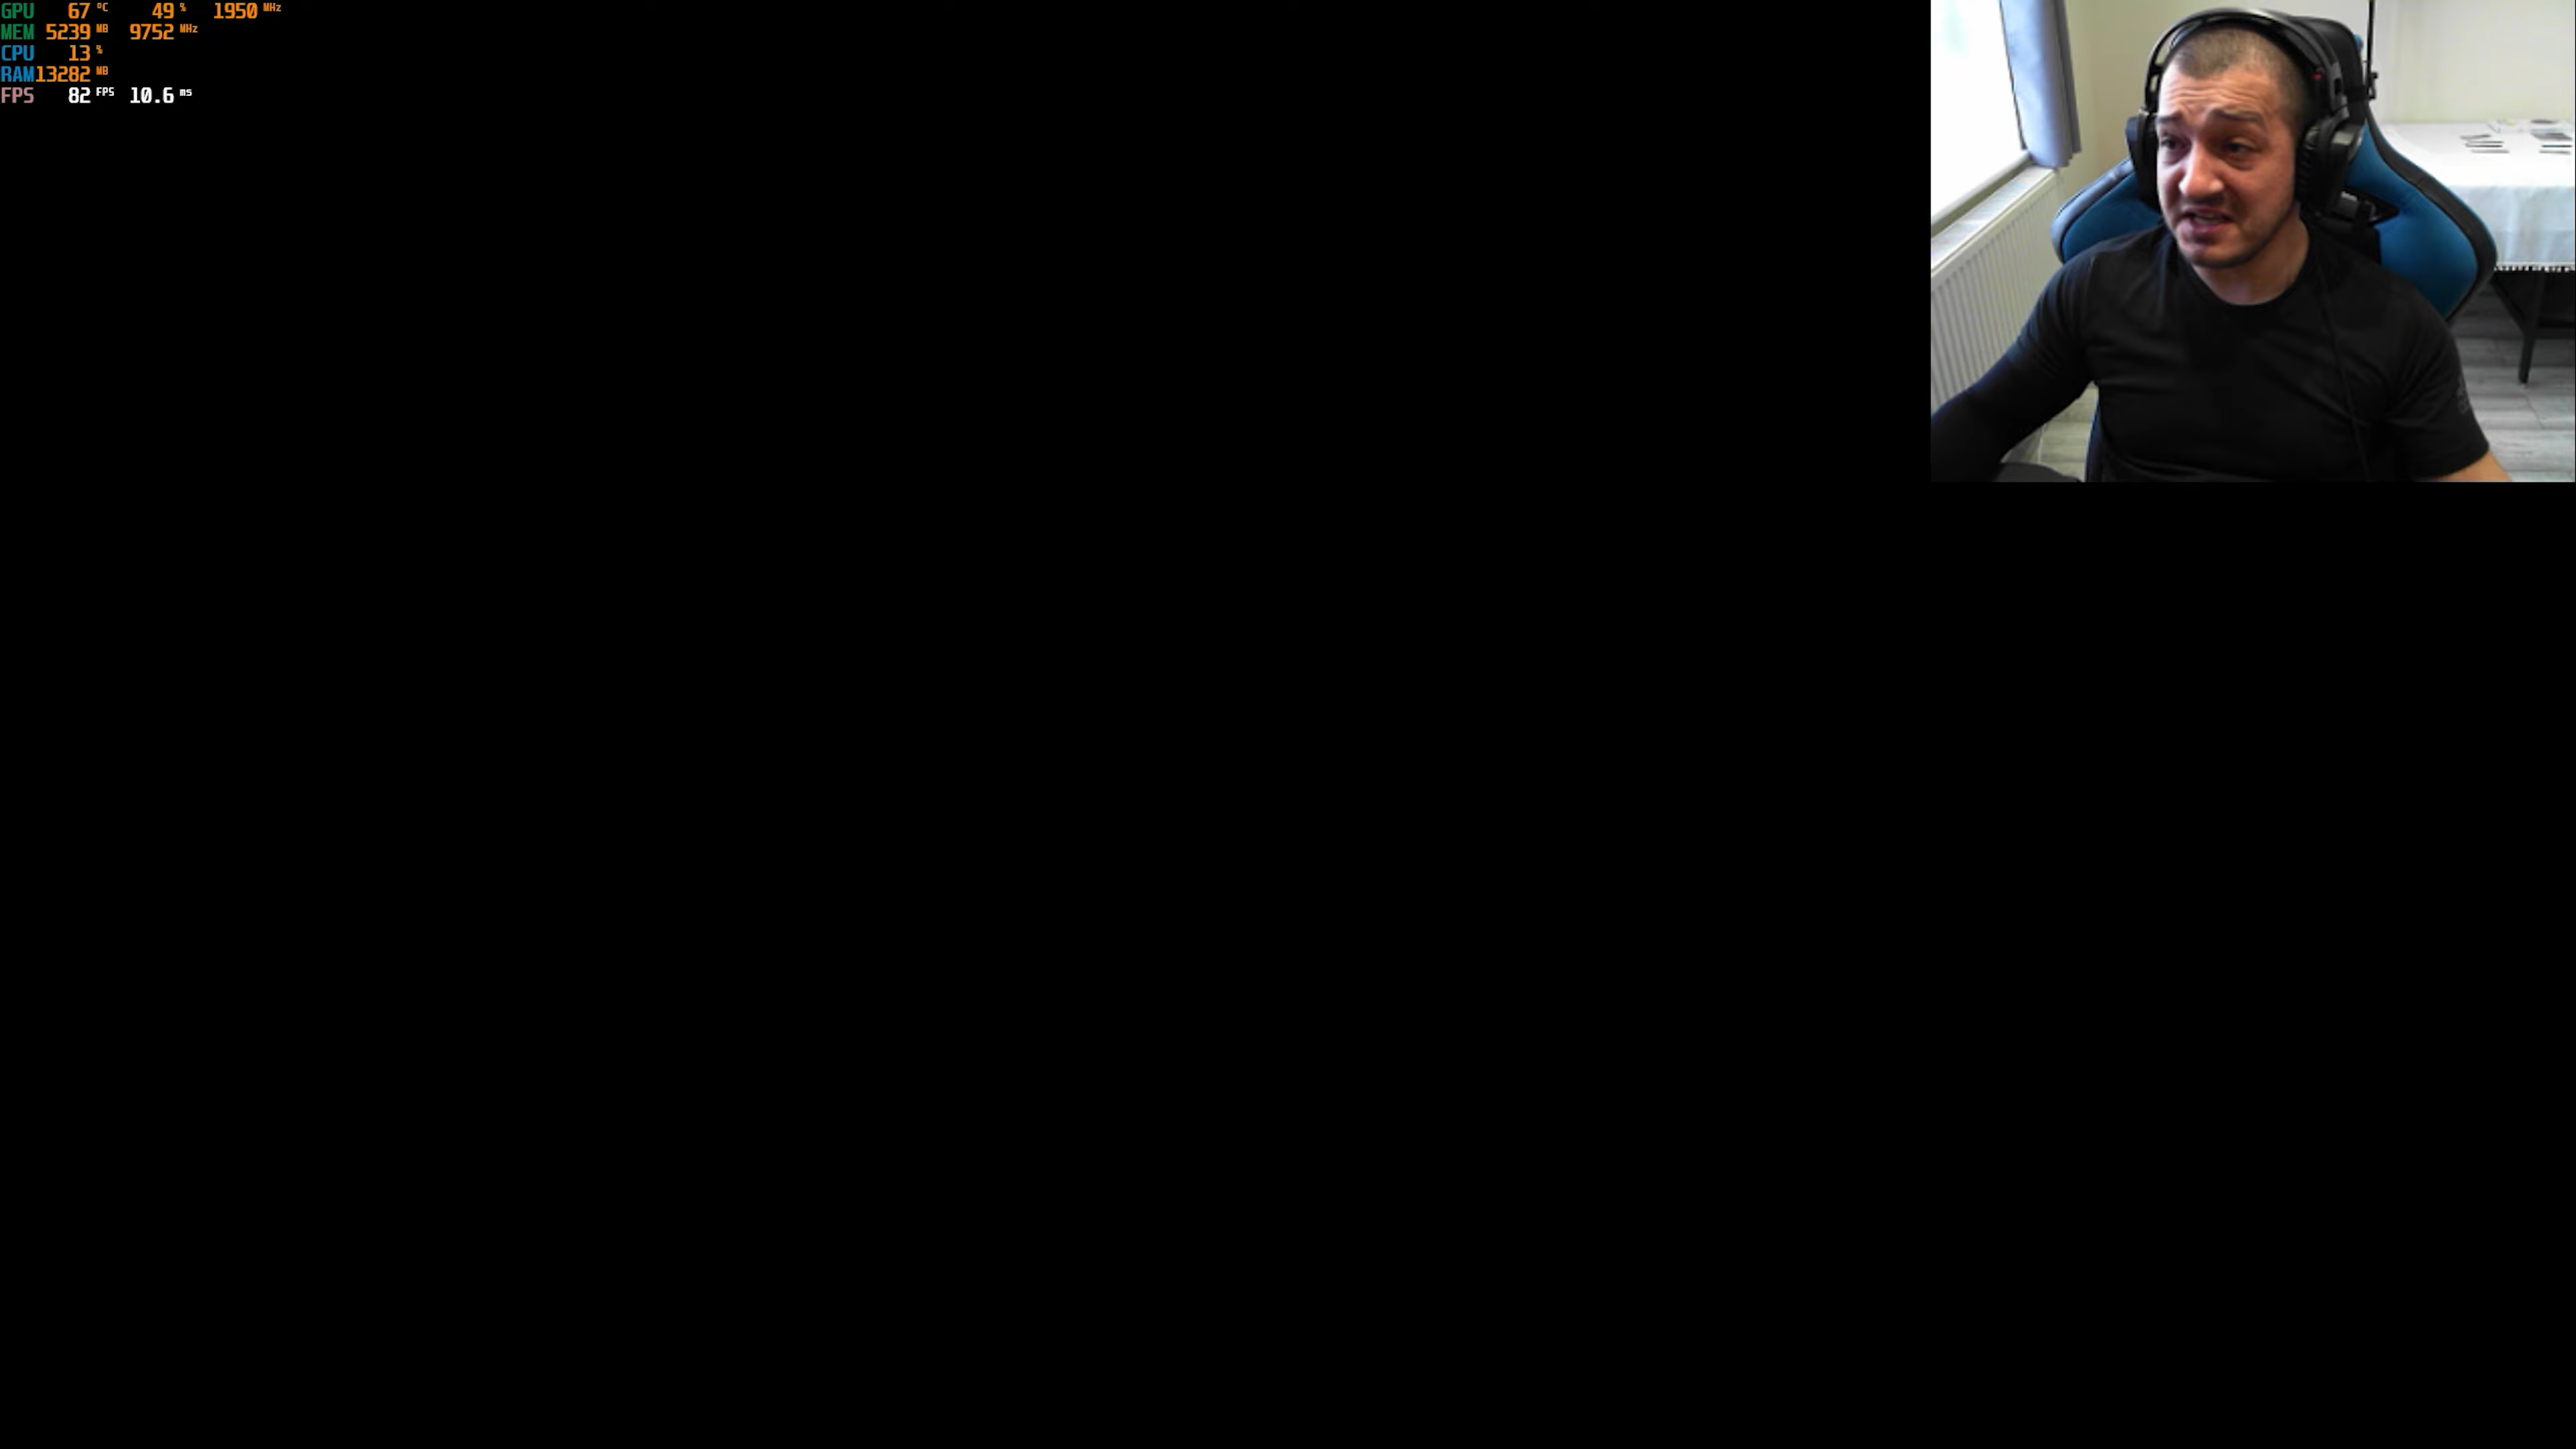 GPU 67 °C 49 % 1950 MHz
MEM 5239 MB 9752 MHz
CPU 13 %
RAM 13282 MB
FPS 82 FPS 10.6 ms